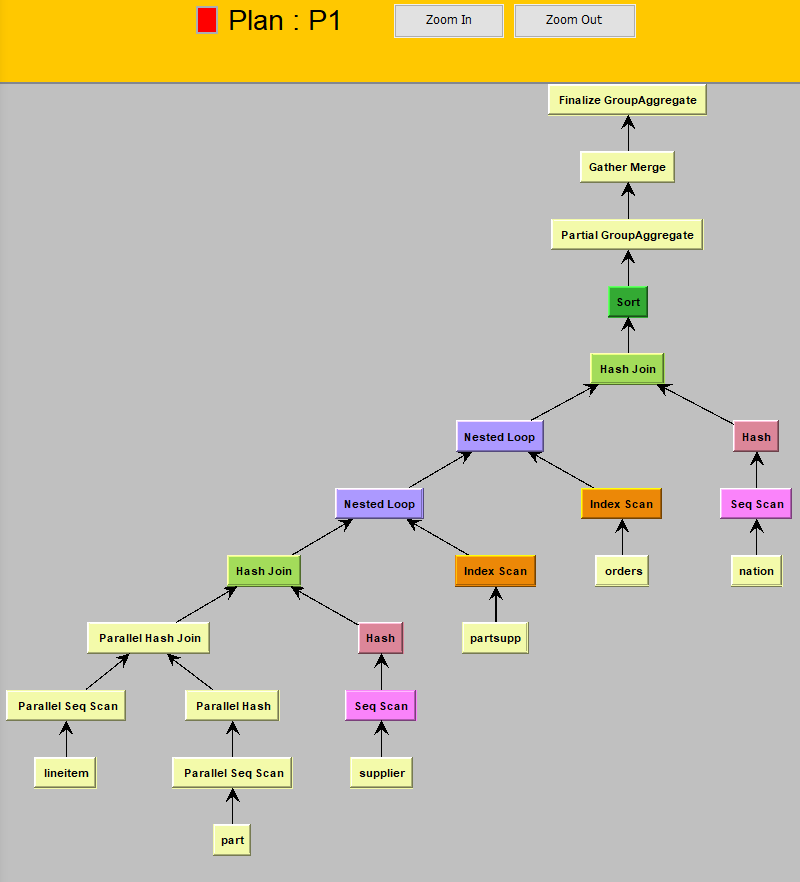 Plan : P1
Zoom In
Zoom Out
Finalize GroupAggregate
Gather Merge
Partial GroupAggregate
Sort
Hash Join
Nested Loop
Hash
Nested Loop
Index Scan
Seq Scan
Hash Join
Index Scan
orders
nation
Parallel Hash Join
Hash
partsupp
Parallel Seq Scan
Parallel Hash
Seq Scan
lineitem
Parallel Seq Scan
supplier
part